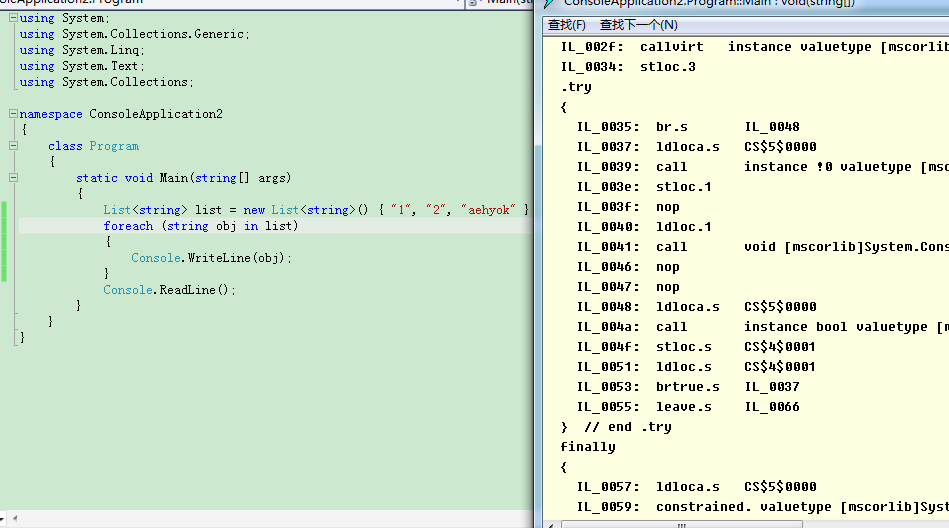 ConsoleApplication2.Program
using System;
using System.Collections.Generic;
using System.Linq;
using System.Text;
using System.Collections;
namespace ConsoleApplication2
{
class Program
{
static void Main(string[] args)
{
List<string> list = new List<string>() { "1", "2", "aehyok" }
foreach (string obj in list)
{
Console.WriteLine(obj);
}
Console.ReadLine();
}
}
}
ConsoleApplication2.Program::Main : void(string[])
查找(F) 查找下一个(N)
IL_002f: callvirt instance valuetype [mscorlib
IL_0034: stloc.3
.try
{
IL_0035: br.s IL_0048
IL_0037: ldloca.s CS$5$0000
IL_0039: call instance !0 valuetype [msc
IL_003e: stloc.1
IL_003f: nop
IL_0040: ldloc.1
IL_0041: call void [mscorlib]System.Cons
IL_0046: nop
IL_0047: nop
IL_0048: ldloca.s CS$5$0000
IL_004a: call instance bool valuetype [m
IL_004f: stloc.s CS$4$0001
IL_0051: ldloc.s CS$4$0001
IL_0053: brtrue.s IL_0037
IL_0055: leave.s IL_0066
} // end .try
finally
{
IL_0057: ldloca.s CS$5$0000
IL_0059: constrained. valuetype [mscorlib]Sys